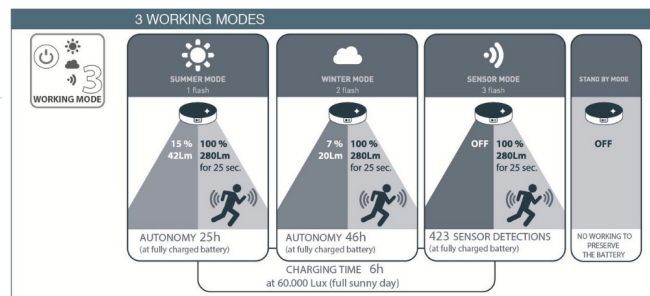 3 WORKING MODES
3
WORKING MODE
SUMMER MODE
1 flash
15 % 100 %
42Lm 280Lm
for 25 sec.
AUTONOMY 25h
(at fully charged battery)
WINTER MODE
2 flash
7 % 100 %
20Lm 280Lm
for 25 sec.
AUTONOMY 46h
(at fully charged battery)
SENSOR MODE
3 flash
OFF 100 %
280Lm
for 25 sec.
423 SENSOR DETECTIONS
(at fully charged battery)
STAND BY MODE
OFF
NO WORKING TO
PRESERVE
THE BATTERY
CHARGING TIME 6h
at 60.000 Lux (full sunny day)